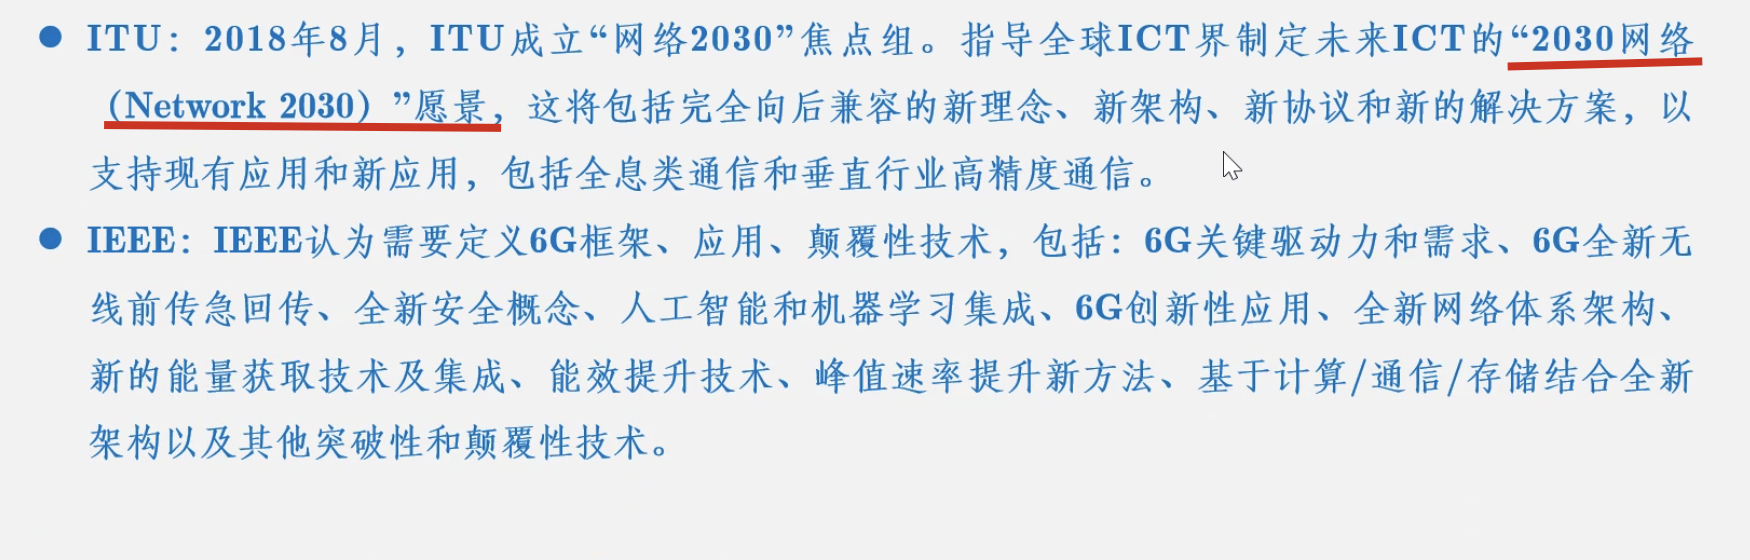 ● ITU：2018年8月，ITU成立“网络2030”焦点组。指导全球ICT界制定未来ICT的“2030网络
（Network 2030）”愿景，这将包括完全向后兼容的新理念、新架构、新协议和新的解决方案，以
支持现有应用和新应用，包括全息类通信和垂直行业高精度通信。
● IEEE：IEEE认为需要定义6G框架、应用、颠覆性技术，包括：6G关键驱动力和需求、6G全新无
线前传急回传、全新安全概念、人工智能和机器学习集成、6G创新性应用、全新网络体系架构、
新的能量获取技术及集成、能效提升技术、峰值速率提升新方法、基于计算/通信/存储结合全新
架构以及其他突破性和颠覆性技术。